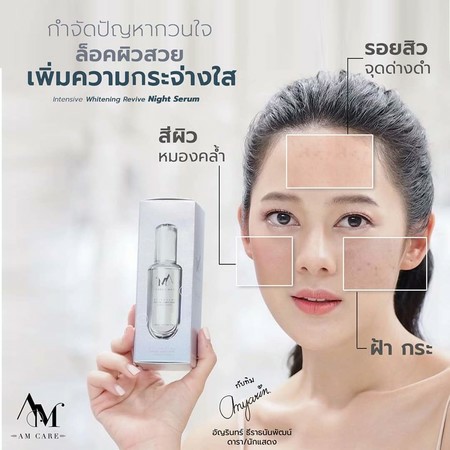 กำจัดปัญหากวนใจ
ล็อคผิวสวย
เพิ่มความกระจ่างใส
Intensive Whitening Revive Night Serum
รอยสิว
จุดด่างดำ
สีผิว
หมองคล้ำ
ฝ้า กระ
AM
AM CARE
ทับทิม
Amyarin
อัญรินทร์ ธีราธนันพัฒน์
ดารา/นักแสดง